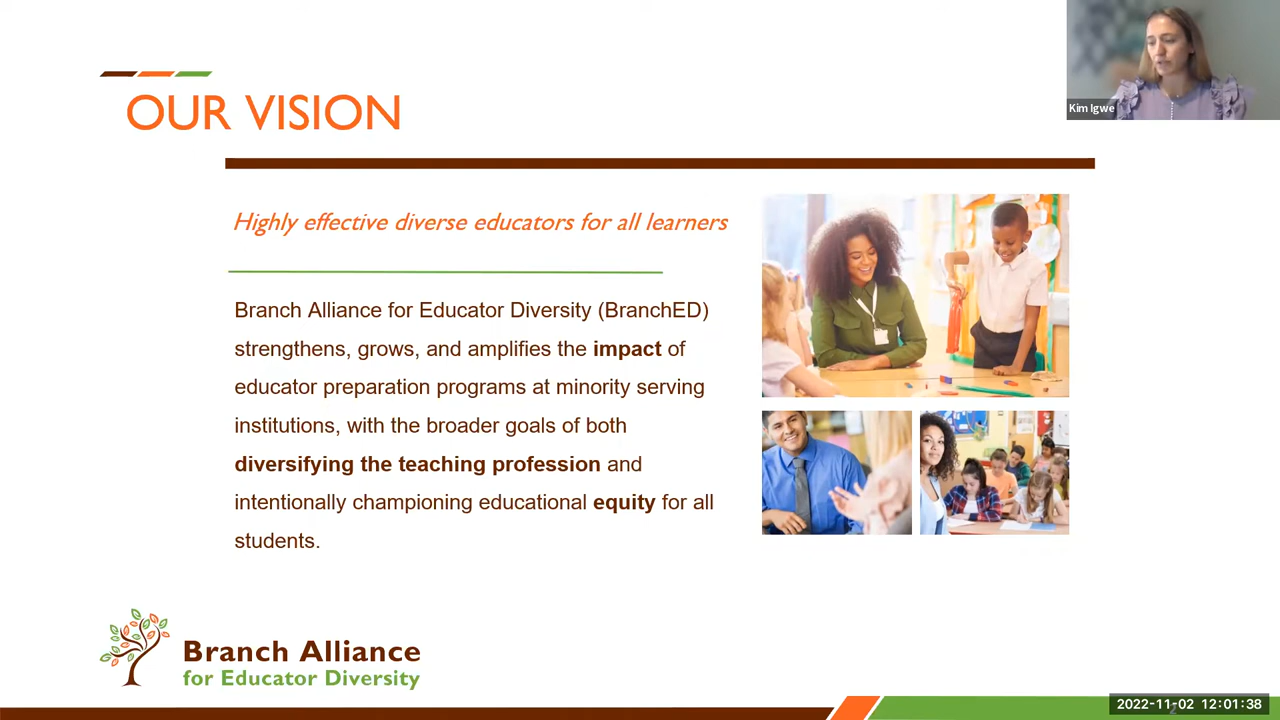 Kim Igwe
OUR VISION
Highly effective diverse educators for all learners
Branch Alliance for Educator Diversity (BranchED)
strengthens, grows, and amplifies the impact of
educator preparation programs at minority serving
institutions, with the broader goals of both
diversifying the teaching profession and
intentionally championing educational equity for all
students.
Branch Alliance
for Educator Diversity
2022-11-02 12:01:38